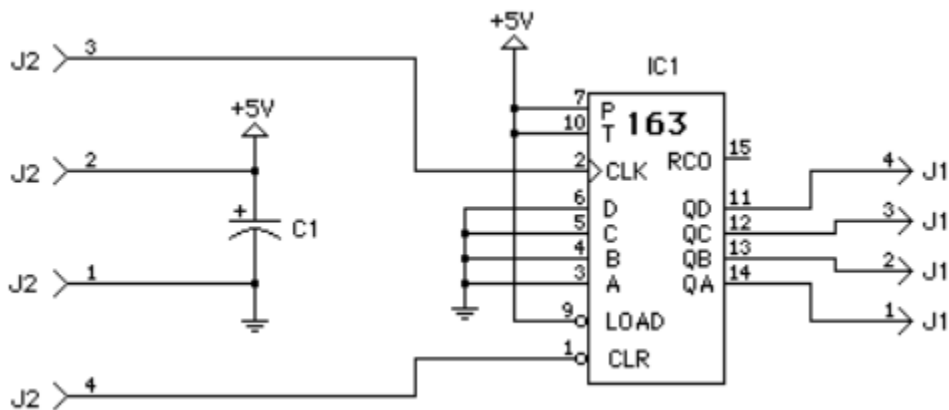 +5V
J2 3
IC1
+5V
7 P
163
10 T
RCO 15
J2 2
2 CLK
4 J1
6 D QD 11
+
C1
5 C QC 12
3 J1
4 B QB 13
2 J1
J2 1
3 A QA 14
9 LOAD
1 J1
1 CLR
J2 4